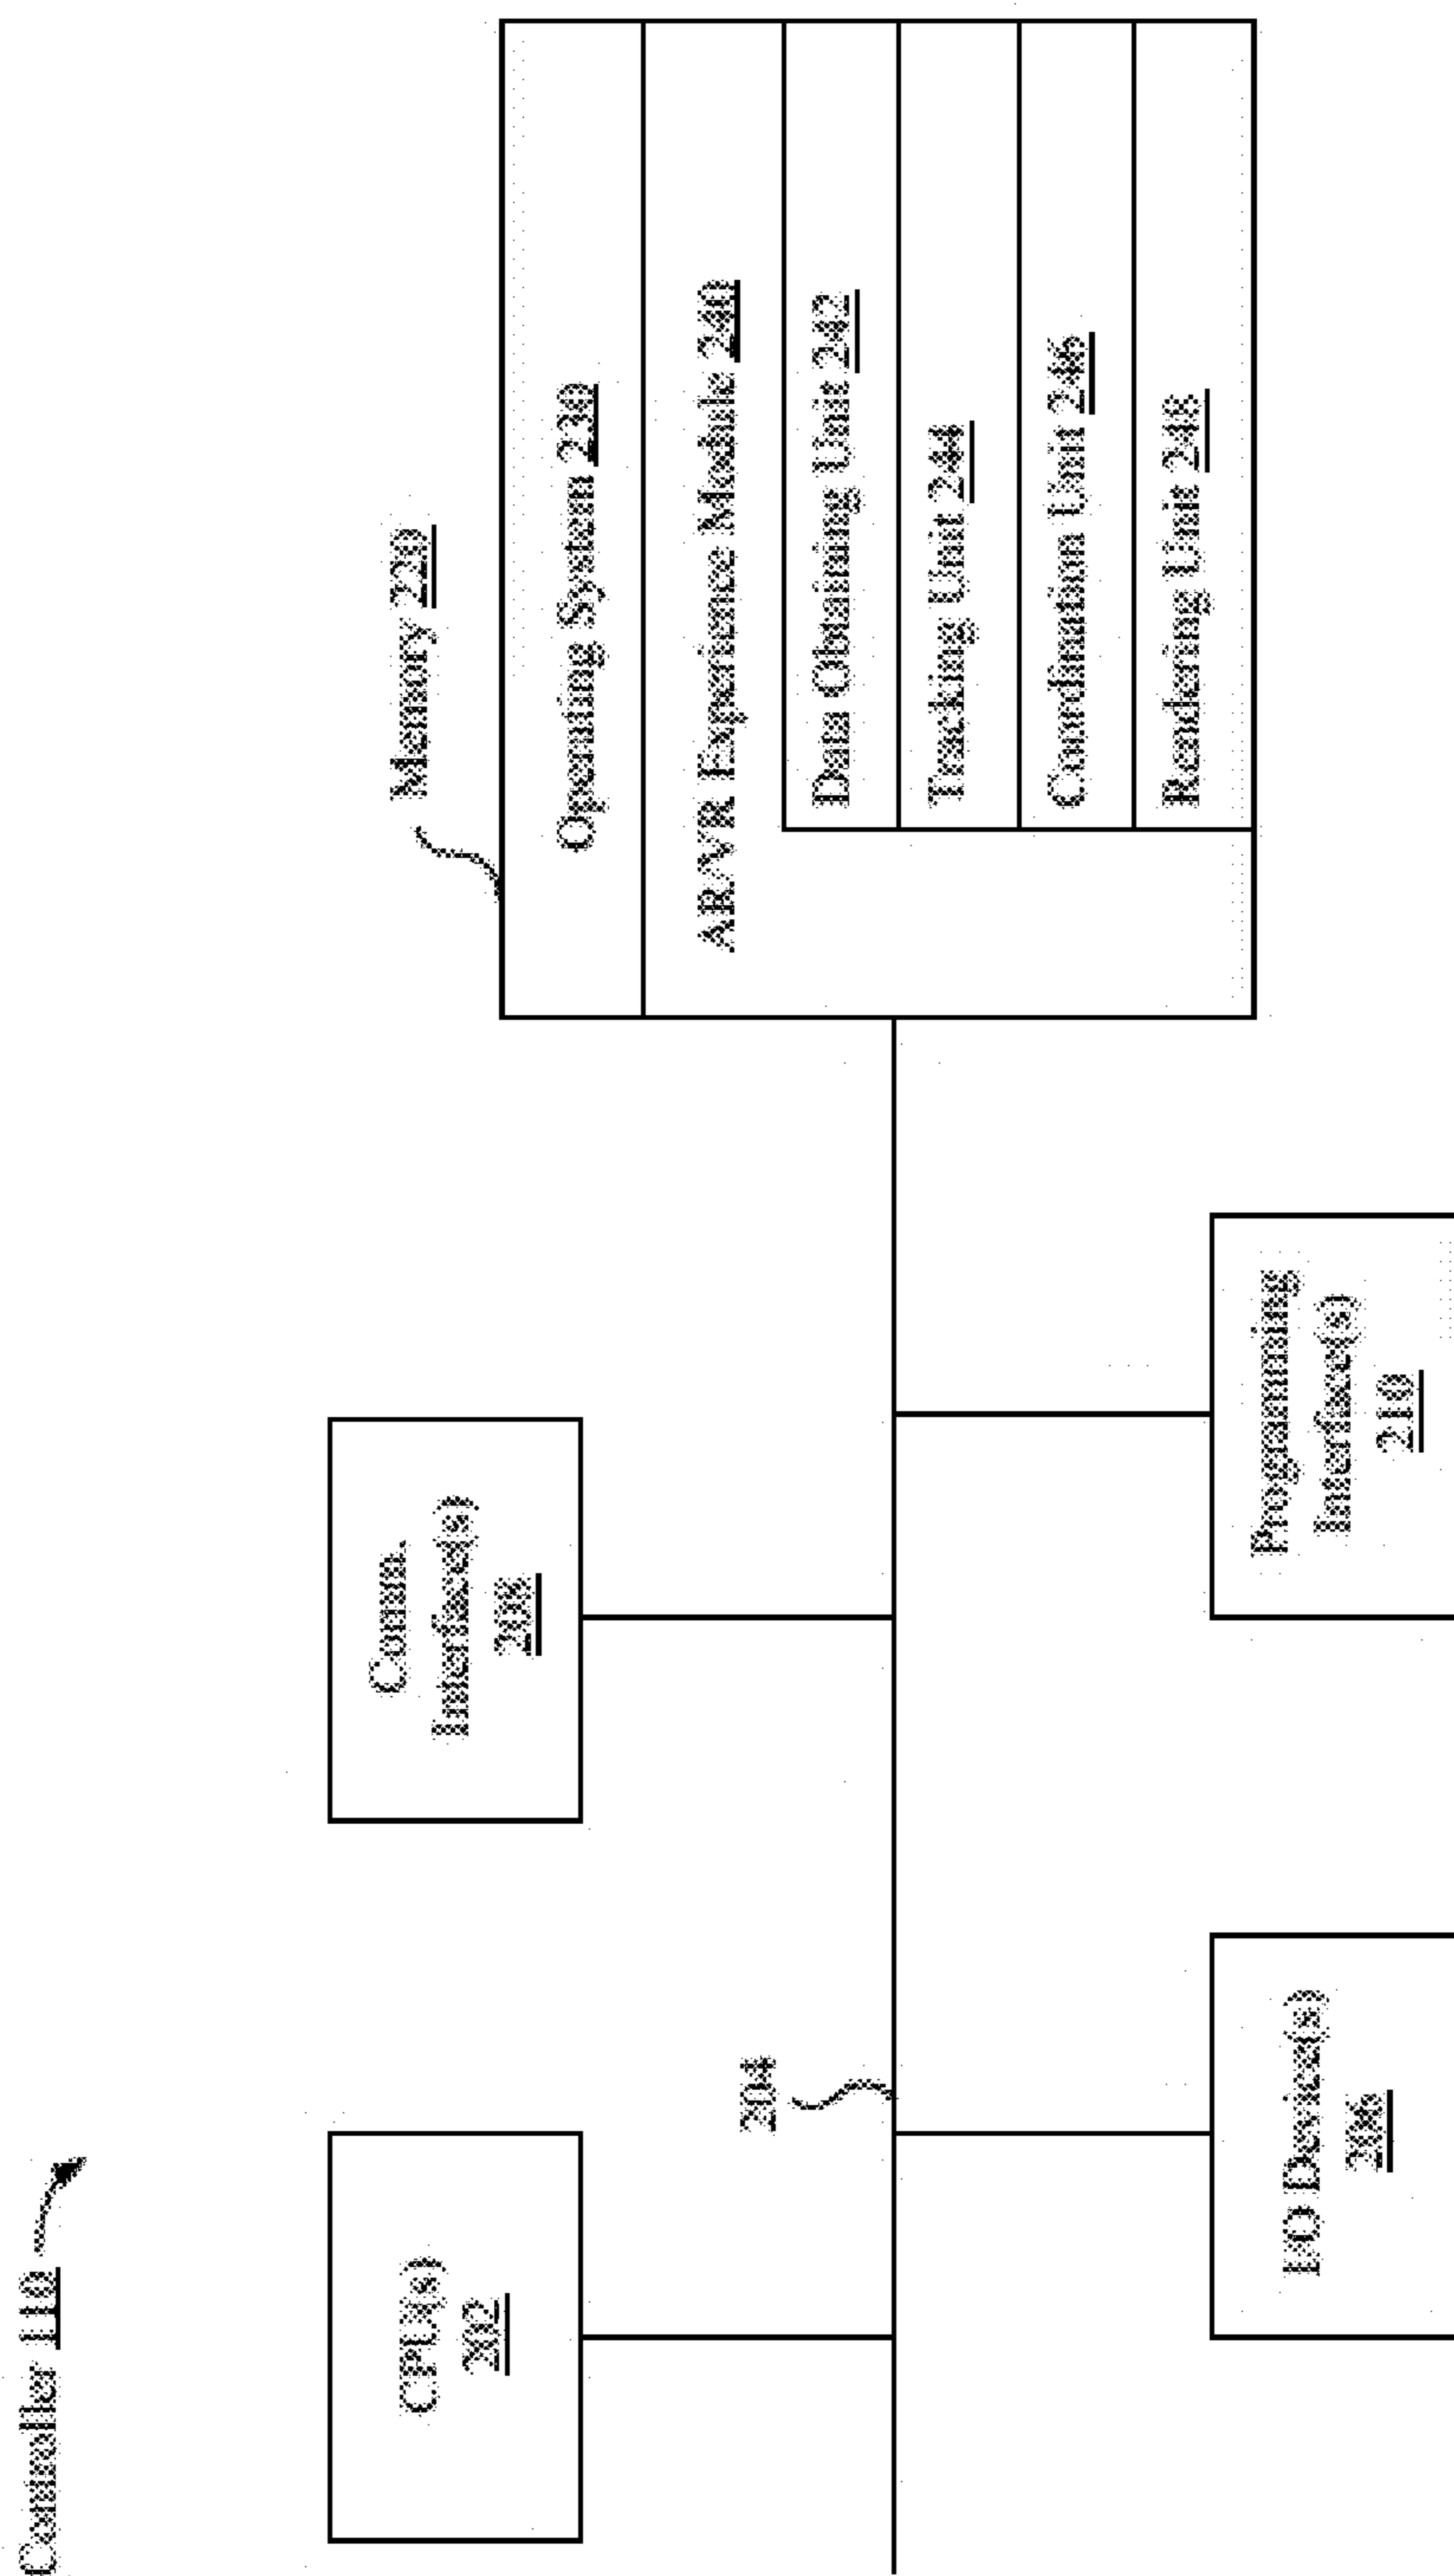 Controller 110
CPU(s)
202
Comm.
Interface(s)
208
Memory 220
Operating System 230
AR/VR Experience Module 240
Data Obtaining Unit 242
Tracking Unit 244
Coordination Unit 246
Rendering Unit 248
204
I/O Device(s)
206
Programming
Interface(s)
210